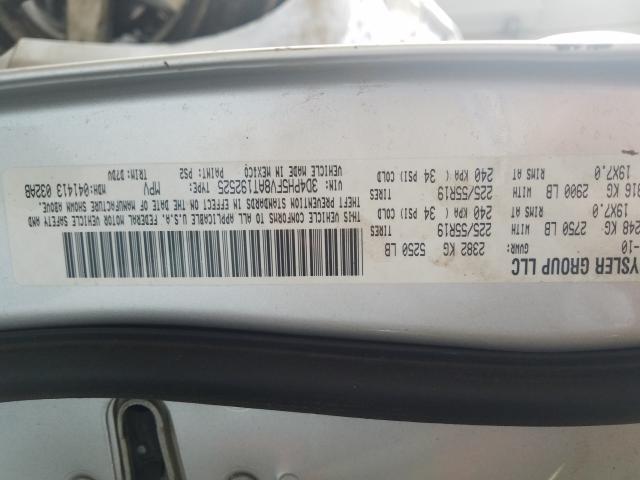 YSLER GROUP LLC
-10 GVWR: 2382 KG 5250 LB
248 KG 2750 LB WITH 225/55R19 TIRES
19X7.0 RIMS AT 240 KPA( 34 PSI) COLD
016 KG 2900 LB WITH 225/55R19 TIRES
19X7.0 RIMS AT 240 KPA( 34 PSI) COLD
THIS VEHICLE CONFORMS TO ALL APPLICABLE U.S.A. FEDERAL MOTOR VEHICLE SAFETY AND
THEFT PREVENTION STANDARDS IN EFFECT ON THE DATE OF MANUFACTURE SHOWN ABOVE.
VIN: 3D4PH5FV8AT192525 TYPE: MPV MDH:041413 032AB
VEHICLE MADE IN MEXICO PAINT: PS2 TRIM: D7DV